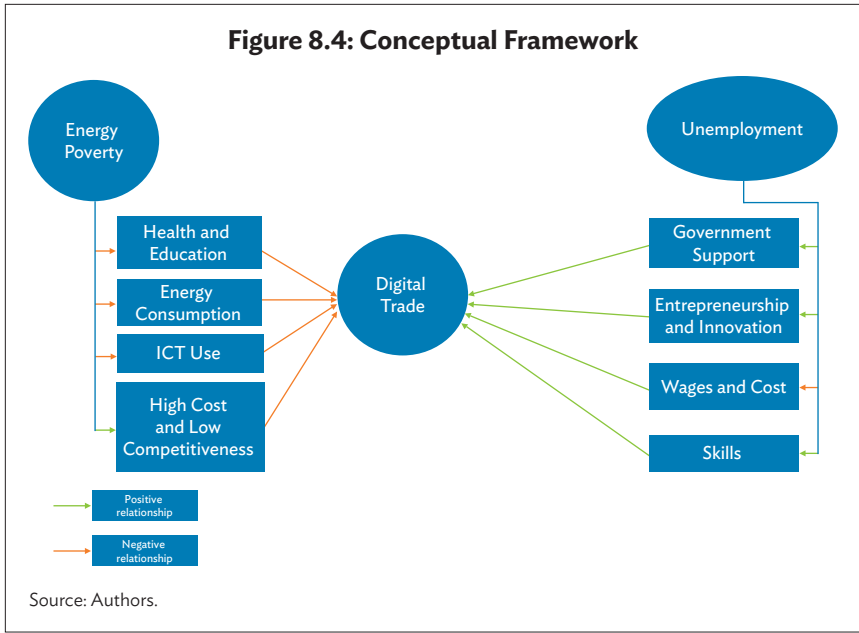 Figure 8.4: Conceptual Framework
Energy
Poverty
Unemployment
Health and
Education
Energy
Consumption
ICT Use
High Cost
and Low
Competitiveness
Digital
Trade
Government
Support
Entrepreneurship
and Innovation
Wages and Cost
Skills
Positive
relationship
Negative
relationship
Source: Authors.